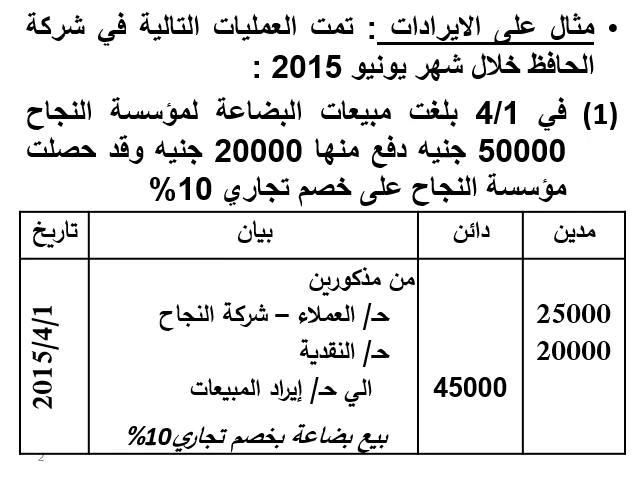 • مثال على الايرادات : تمت العمليات التالية في شركة
الحافظ خلال شهر يونيو 2015 :
(1) في 4/1 بلغت مبيعات البضاعة لمؤسسة النجاح
50000 جنيه دفع منها 20000 جنيه وقد حصلت
مؤسسة النجاح على خصم تجاري 10%
مدين دائن بيان تاريخ
من مذكورين
25000 حـ/ العملاء – شركة النجاح
20000 حـ/ النقدية
45000 الي حـ/ إيراد المبيعات
بيع بضاعة بخصم تجاري10%
2015/4/1
2